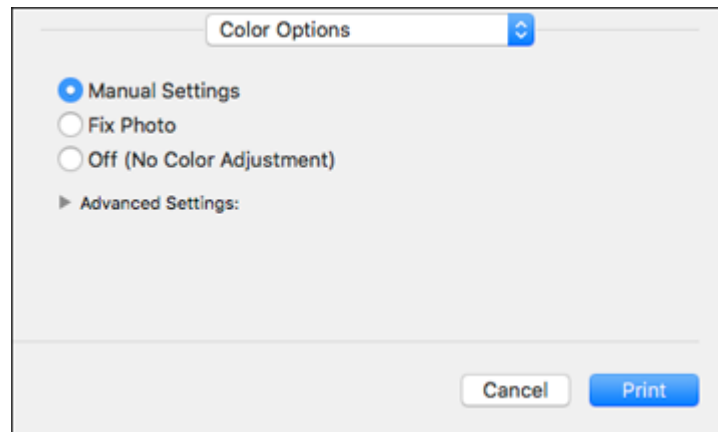 Color Options
Manual Settings
Fix Photo
Off (No Color Adjustment)
Advanced Settings:
Cancel Print